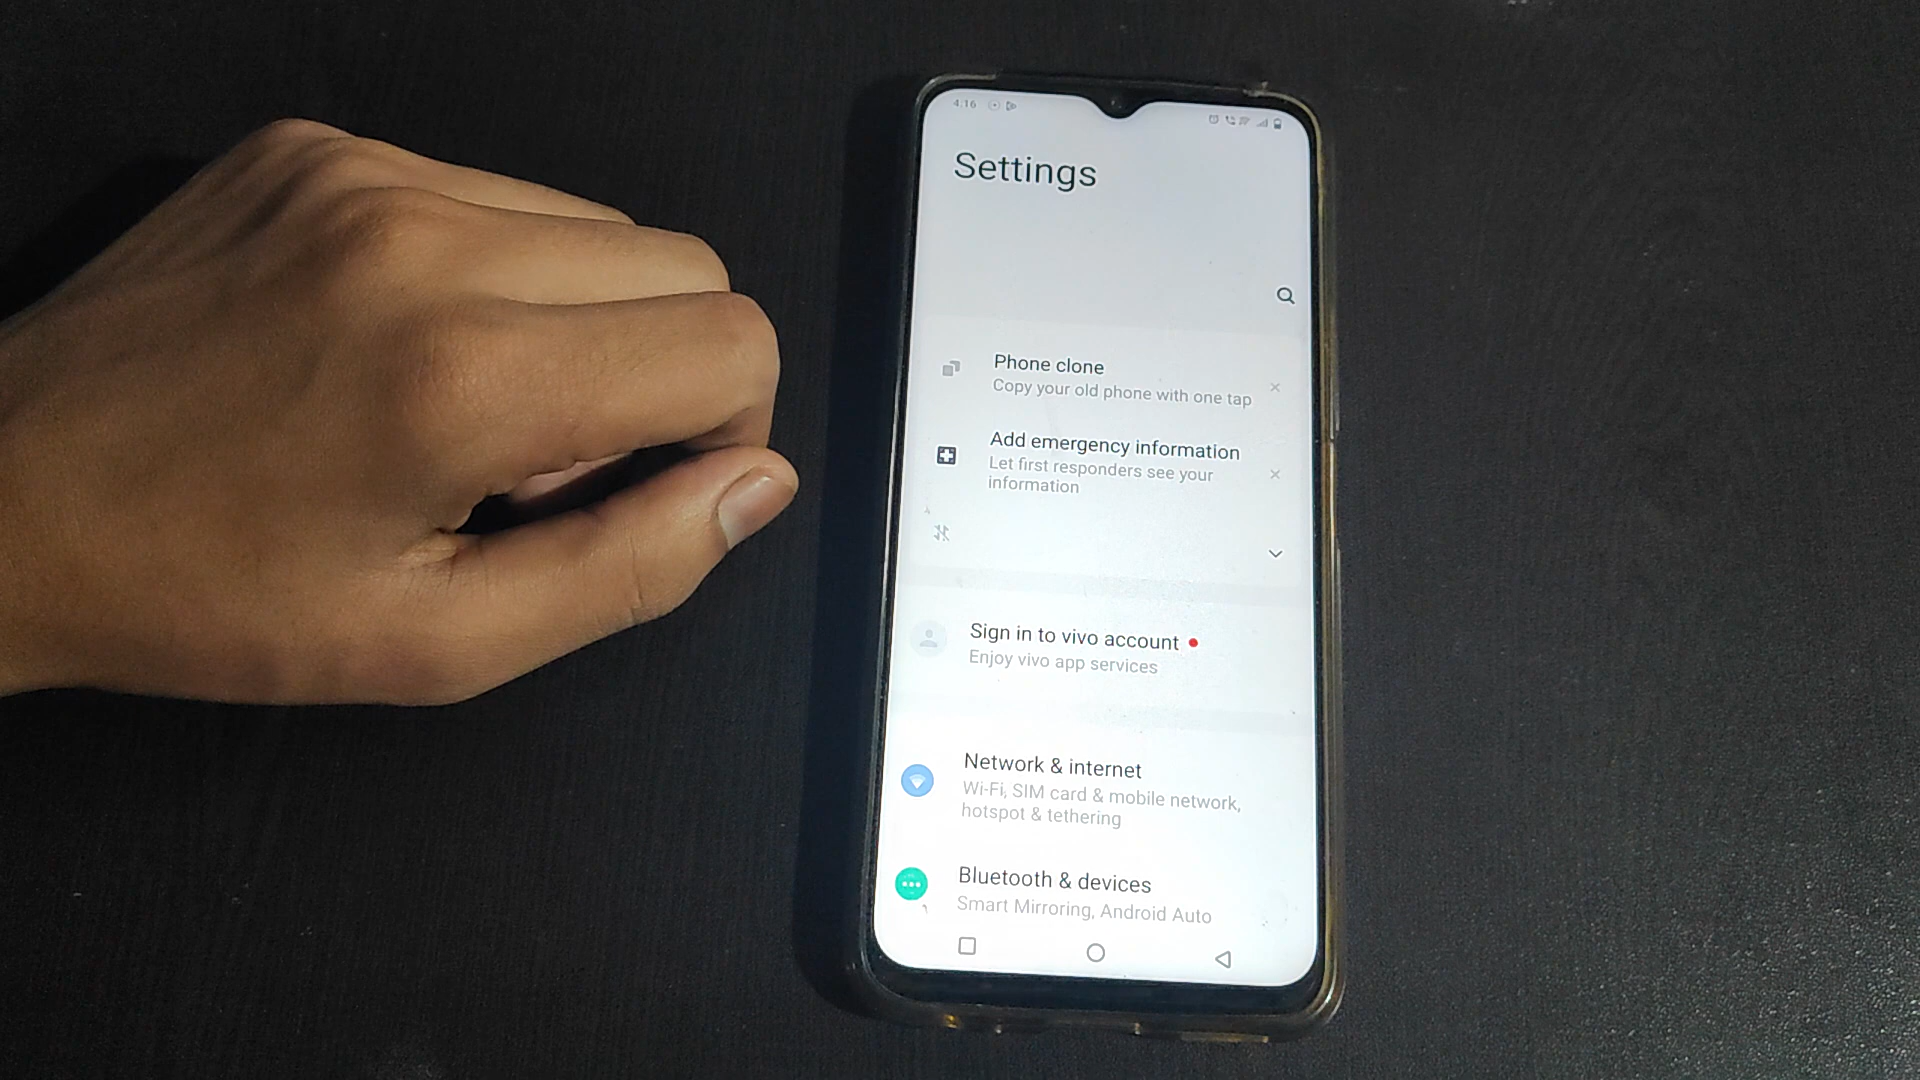 4:16
Settings
Phone clone
Copy your old phone with one tap
Add emergency information
Let first responders see your
information
Sign in to vivo account
Enjoy vivo app services
Network & internet
Wi-Fi, SIM card & mobile network,
hotspot & tethering
Bluetooth & devices
Smart Mirroring, Android Auto